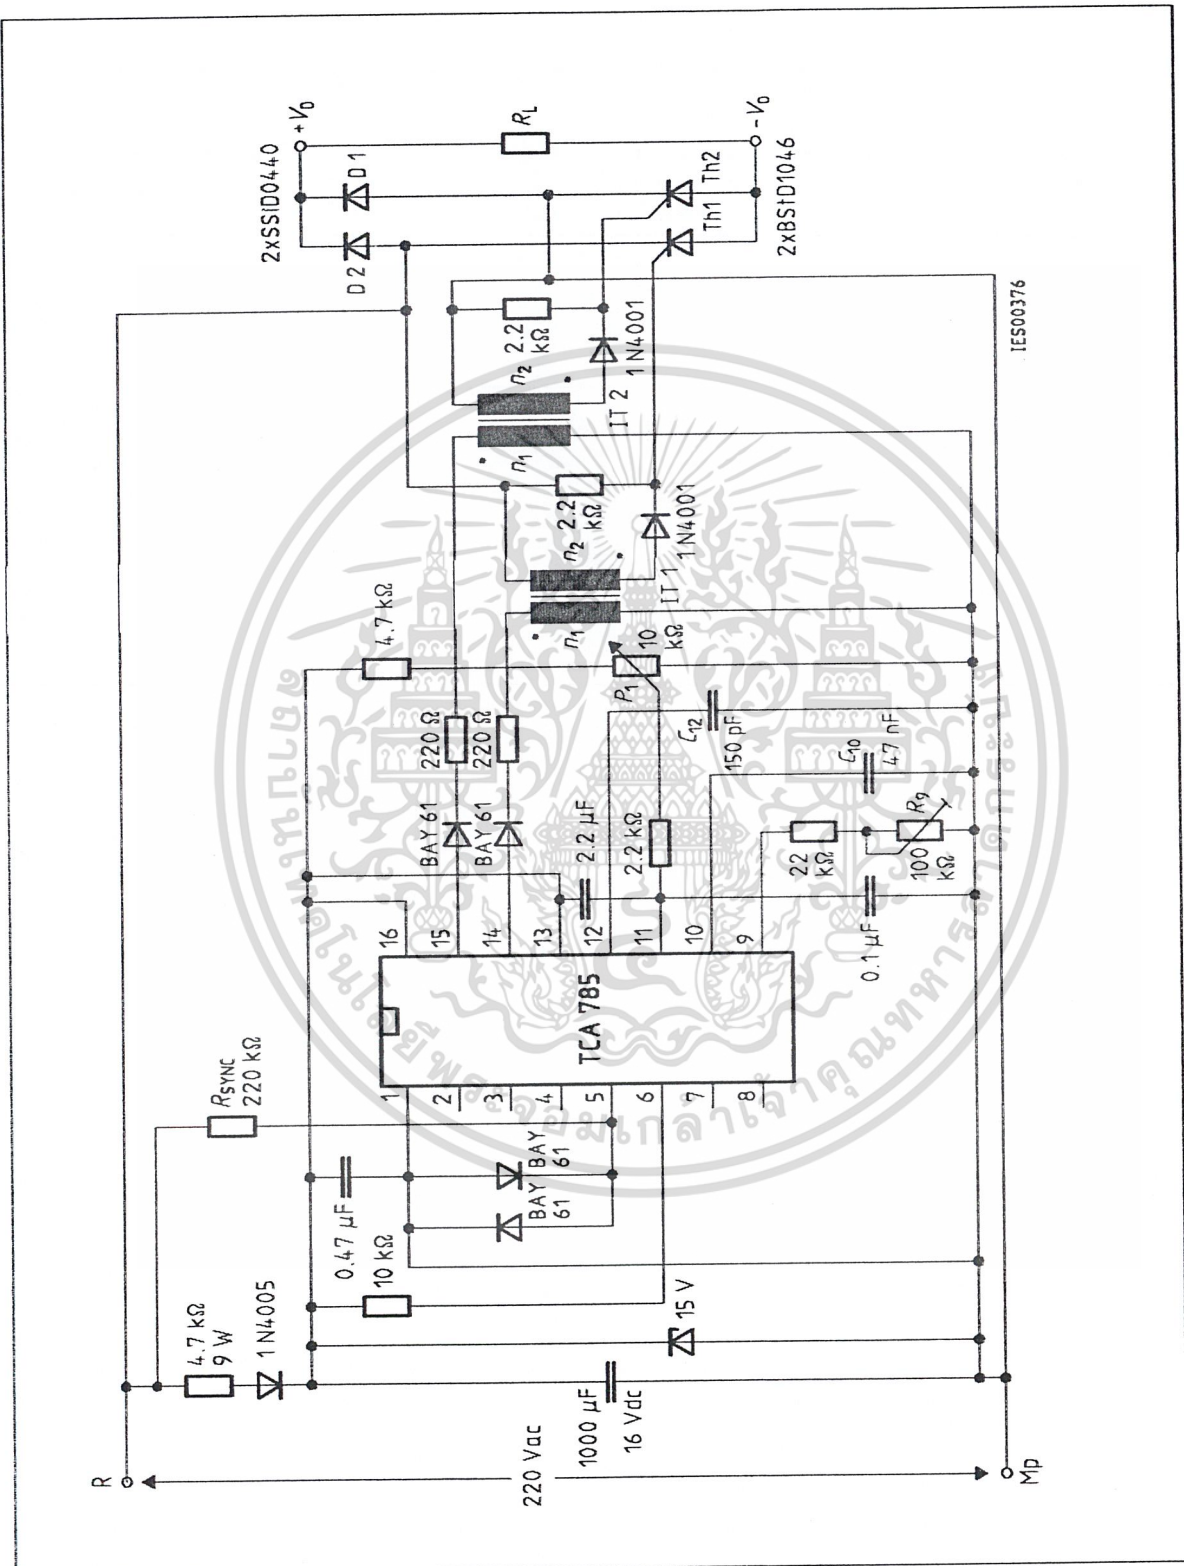 R
220 Vac
Mp
4.7 kΩ
9 W
1 N4005
1000 µF
16 Vdc
15 V
10 kΩ
0.47 µF
BAY
61
BAY
61
RSYNC
220 kΩ
TCA 785
1
2
3
4
5
6
7
8
16
15
14
13
12
11
10
9
BAY 61
BAY 61
220 Ω
220 Ω
2.2 µF
2.2 kΩ
0.1 µF
22
kΩ
100
kΩ
R9
C10
47 nF
C12
150 pF
P1
10
kΩ
4.7 kΩ
n1
n2
IT 1
2.2
kΩ
1N4001
n1
n2
IT 2
2.2
kΩ
1 N4001
2xSSiD0440
D 2
D 1
+V0
RL
-V0
Th1
Th2
2xBStD1046
IES00376